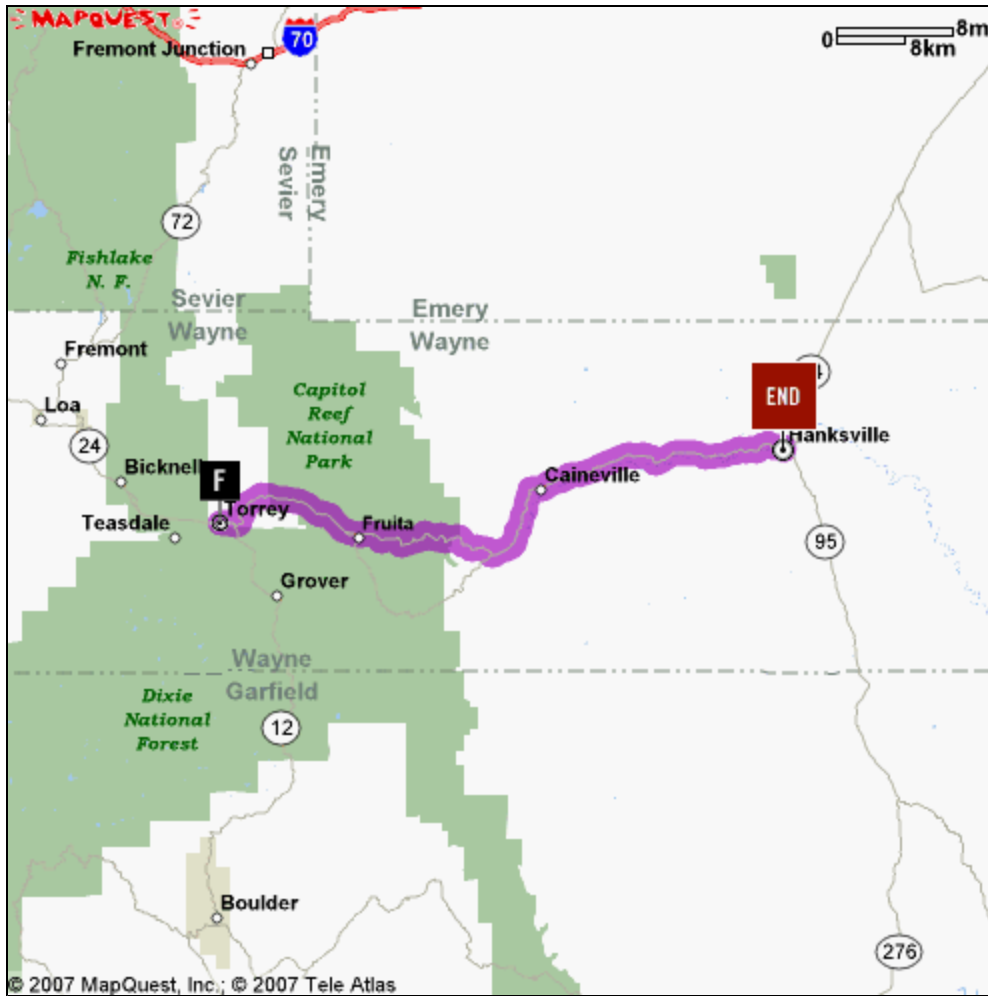 MAPQUEST
70
Fremont Junction
0
8m
8km
Sevier
Emery
72
Fishlake
N. F.
Sevier
Wayne
Emery
Wayne
Fremont
Loa
24
Capitol
Reef
National
Park
4
END
Hanksville
Bicknell
F
Torrey
Teasdale
Fruita
Caineville
95
Grover
Wayne
Garfield
Dixie
National
Forest
12
Boulder
276
© 2007 MapQuest, Inc.; © 2007 Tele Atlas